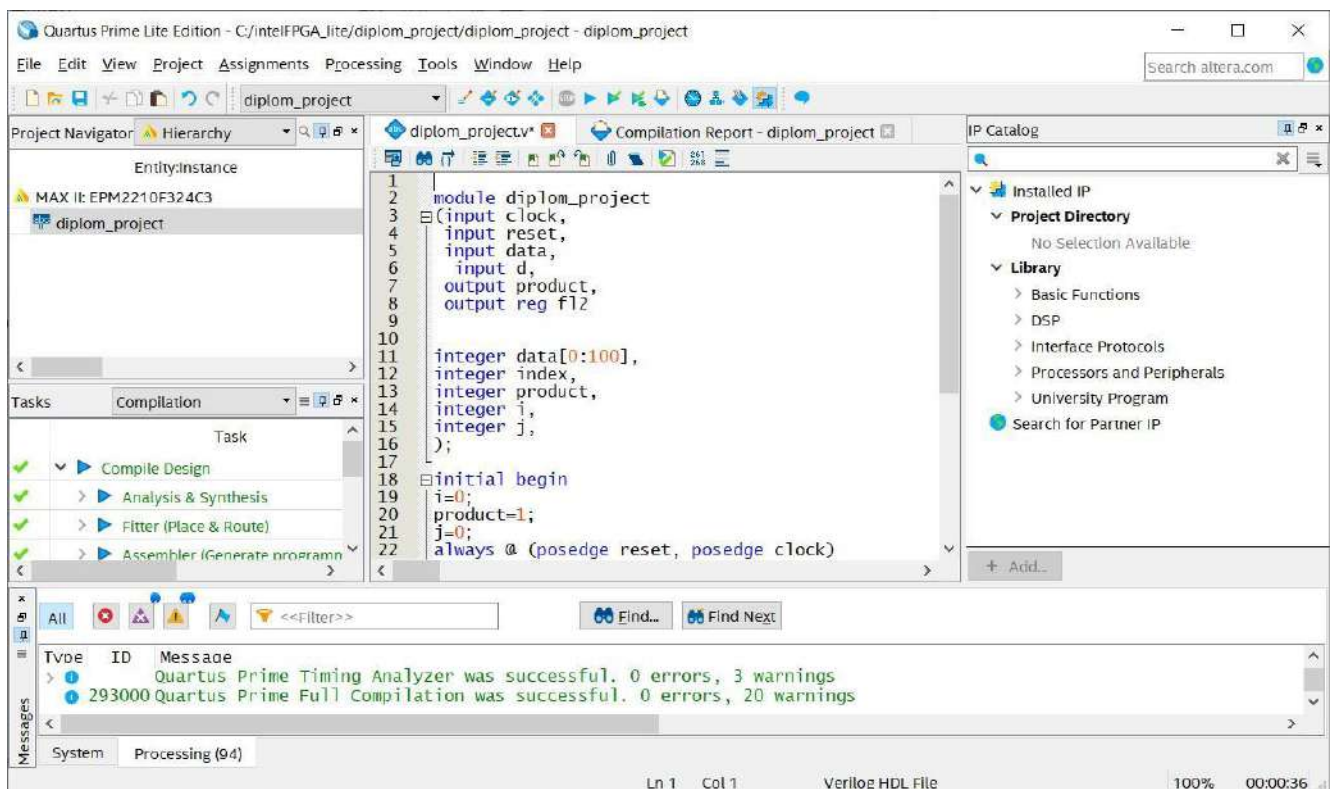 Quartus Prime Lite Edition - C:/intelFPGA_lite/diplom_project/diplom_project - diplom_project
File Edit View Project Assignments Processing Tools Window Help
Search altera.com
diplom_project
Project Navigator Hierarchy
Entity:Instance
MAX II: EPM2210F324C3
diplom_project
Tasks Compilation
Task
Compile Design
Analysis & Synthesis
Fitter (Place & Route)
Assembler (Generate programn
diplom_project.v* Compilation Report - diplom_project
267
268
1
2 module diplom_project
3 (input clock,
4 input reset,
5 input data,
6 input d,
7 output product,
8 output reg fl2
9
10
11 integer data[0:100],
12 integer index,
13 integer product,
14 integer i,
15 integer j,
16 );
17
18 initial begin
19 i=0;
20 product=1;
21 j=0;
22 always @ (posedge reset, posedge clock)
IP Catalog
Installed IP
Project Directory
No Selection Available
Library
Basic Functions
DSP
Interface Protocols
Processors and Peripherals
University Program
Search for Partner IP
+ Add...
All <<Filter>> Find... Find Next
Type ID Message
Quartus Prime Timing Analyzer was successful. 0 errors, 3 warnings
293000 Quartus Prime Full Compilation was successful. 0 errors, 20 warnings
Messages
System Processing (94)
Ln 1 Col 1 Verilog HDL File 100% 00:00:36